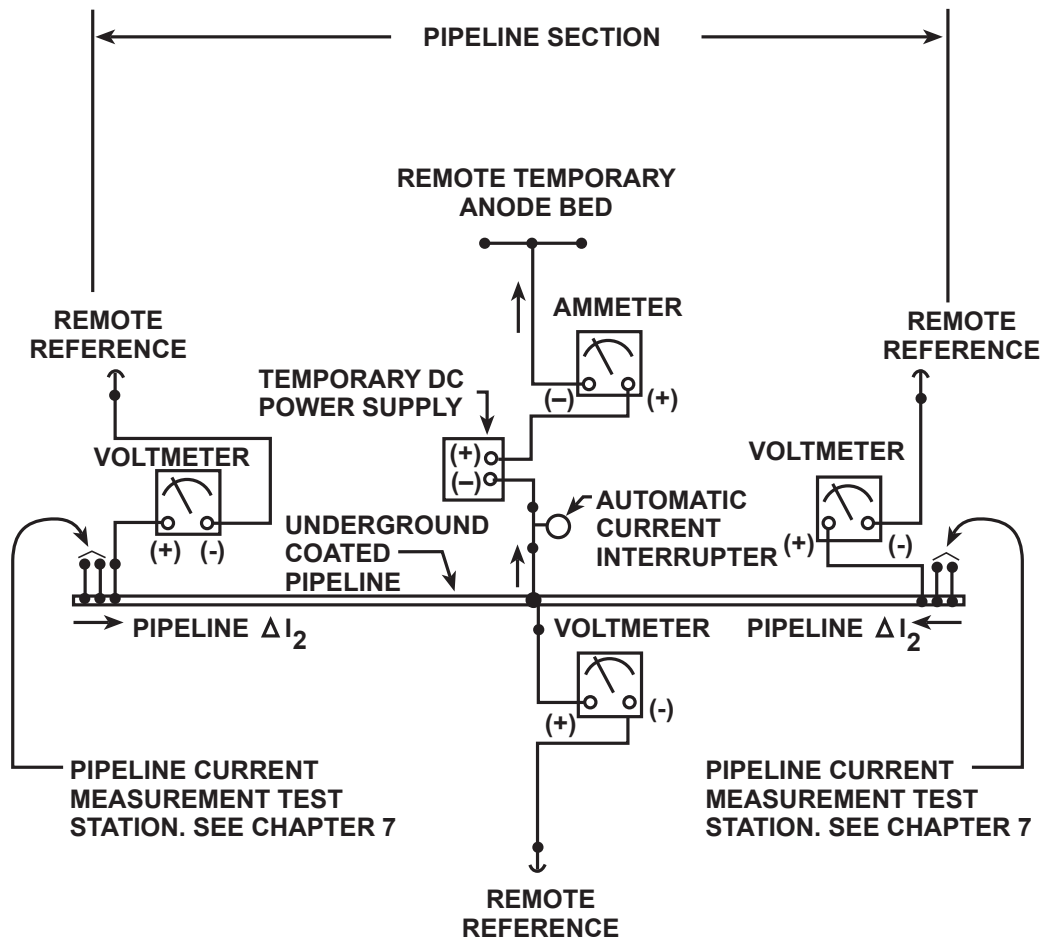 PIPELINE SECTION
REMOTE TEMPORARY
ANODE BED
REMOTE
REFERENCE
AMMETER
REMOTE
REFERENCE
TEMPORARY DC
POWER SUPPLY
(–)
(+)
VOLTMETER
(+)
(–)
VOLTMETER
UNDERGROUND
COATED
PIPELINE
AUTOMATIC
CURRENT
INTERRUPTER
(+) (-)
(+)
(-)
PIPELINE Δ I2
VOLTMETER
PIPELINE Δ I2
(+)
(-)
PIPELINE CURRENT
MEASUREMENT TEST
STATION. SEE CHAPTER 7
PIPELINE CURRENT
MEASUREMENT TEST
STATION. SEE CHAPTER 7
REMOTE
REFERENCE